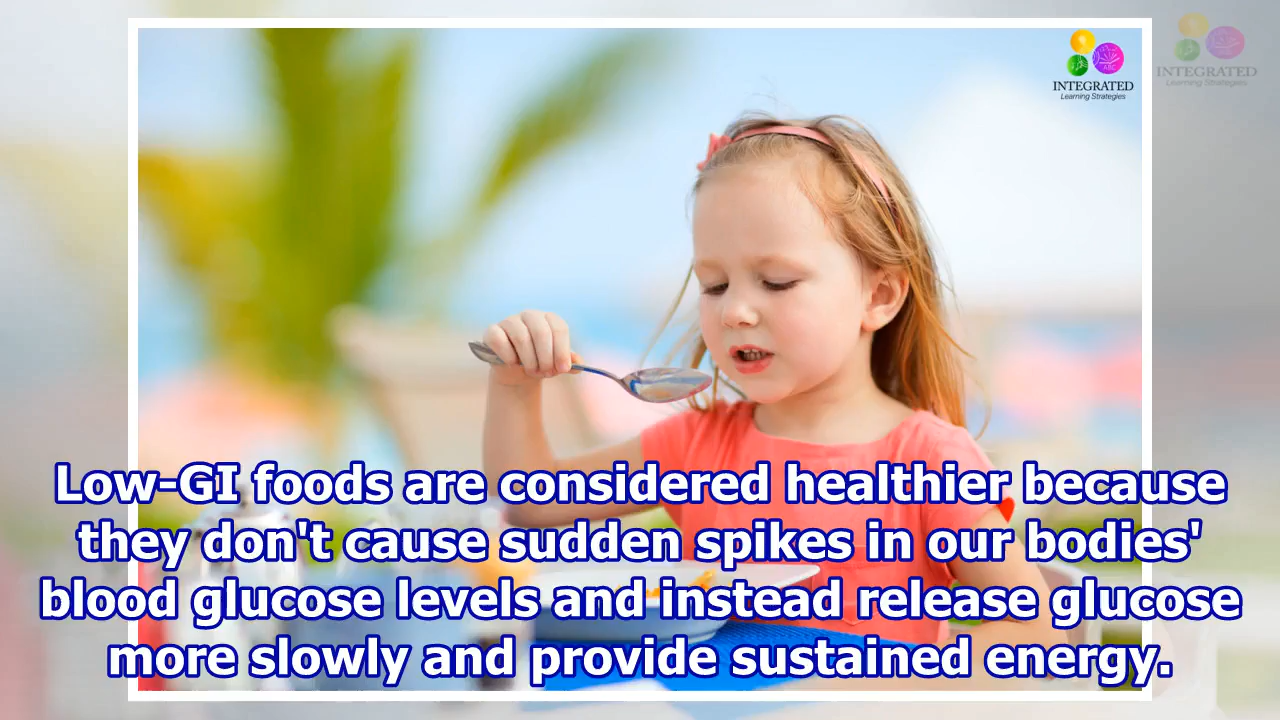 INTEGRATED
Learning Strategies
INTEGRATED
Learning Strategies
ABC
Low-GI foods are considered healthier because
they don't cause sudden spikes in our bodies'
blood glucose levels and instead release glucose
more slowly and provide sustained energy.